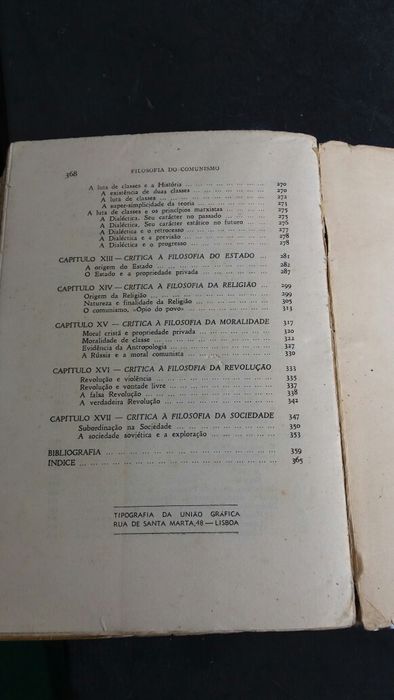 368 FILOSOFIA DO COMUNISMO
A luta de classes e a História ... ... ... ... ... ... ... 270
A existência de duas classes ... ... ... ... ... ... 270
A luta de classes... ... ... ... ... ... ... ... ... 272
A super-simplicidade da teoria ... ... ... ... ... 273
A luta de classes e os princípios marxistas ... ... ... 275
A Dialéctica. Seu carácter no passado ... ... ... ... 275
A Dialéctica. Seu carácter estático no futuro ... ... 276
A Dialéctica e o retrocesso ... ... ... ... ... ... 277
A Dialéctica e a previsão ... ... ... ... ... ... 278
A Dialéctica e o progresso ... ... ... ... ... ... 278
CAPÍTULO XIII — CRÍTICA À FILOSOFIA DO ESTADO ... 281
A origem do Estado ... ... ... ... ... ... ... ... 282
O Estado e a propriedade privada ... ... ... ... ... 287
CAPÍTULO XIV — CRÍTICA À FILOSOFIA DA RELIGIÃO ... 299
Origem da Religião ... ... ... ... ... ... ... ... 299
Natureza e finalidade da Religião ... ... ... ... ... 305
O comunismo, «Ópio do povo» ... ... ... ... ... ... 313
CAPÍTULO XV — CRÍTICA À FILOSOFIA DA MORALIDADE 317
Moral cristã e propriedade privada ... ... ... ... ... 320
Moralidade de classe ... ... ... ... ... ... ... ... 322
Evidência da Antropologia ... ... ... ... ... ... ... 327
A Rússia e a moral comunista ... ... ... ... ... ... 330
CAPÍTULO XVI — CRÍTICA À FILOSOFIA DA REVOLUÇÃO 333
Revolução e violência ... ... ... ... ... ... ... ... 335
Revolução e vontade livre ... ... ... ... ... ... ... 337
A falsa Revolução ... ... ... ... ... ... ... ... ... 338
A verdadeira Revolução ... ... ... ... ... ... ... ... 342
CAPÍTULO XVII — CRÍTICA À FILOSOFIA DA SOCIEDADE 347
Subordinação na Sociedade ... ... ... ... ... ... ... 350
A sociedade soviética e a exploração ... ... ... ... 353
BIBLIOGRAFIA ... ... ... ... ... ... ... ... ... ... 359
ÍNDICE ... ... ... ... ... ... ... ... ... ... ... ... 365
TIPOGRAFIA DA UNIÃO GRÁFICA
RUA DE SANTA MARTA, 48 — LISBOA